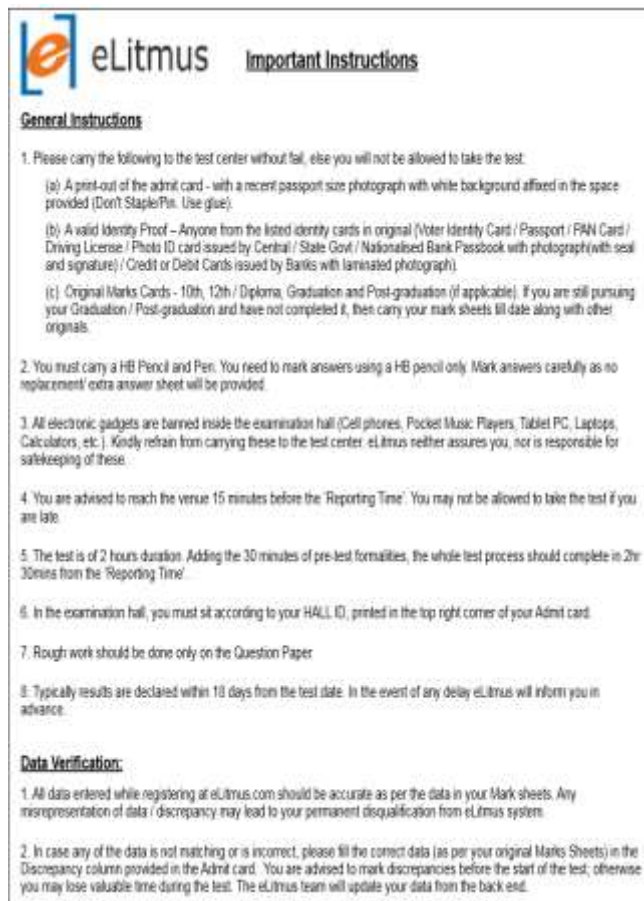 eLitmus Important Instructions
General Instructions
1. Please carry the following to the test center without fail, else you will not be allowed to take the test:
(a) A print-out of the admit card - with a recent passport size photograph with white background affixed in the space
provided (Don't Staple/Pin. Use glue).
(b) A valid Identity Proof – Anyone from the listed identity cards in original (Voter Identity Card / Passport / PAN Card /
Driving License / Photo ID card issued by Central / State Govt / Nationalised Bank Passbook with photograph(with seal
and signature) / Credit or Debit Cards issued by Banks with laminated photograph).
(c) Original Marks Cards - 10th, 12th / Diploma, Graduation and Post-graduation (if applicable). If you are still pursuing
your Graduation / Post-graduation and have not completed it, then carry your mark sheets till date along with other
originals.
2. You must carry a HB Pencil and Pen. You need to mark answers using a HB pencil only. Mark answers carefully as no
replacement/ extra answer sheet will be provided.
3. All electronic gadgets are banned inside the examination hall (Cell phones, Pocket Music Players, Tablet PC, Laptops,
Calculators, etc.). Kindly refrain from carrying these to the test center. eLitmus neither assures you, nor is responsible for
safekeeping of these.
4. You are advised to reach the venue 15 minutes before the 'Reporting Time'. You may not be allowed to take the test if you
are late.
5. The test is of 2 hours duration. Adding the 30 minutes of pre-test formalities, the whole test process should complete in 2hr
30mins from the 'Reporting Time'.
6. In the examination hall, you must sit according to your HALL ID, printed in the top right corner of your Admit card.
7. Rough work should be done only on the Question Paper
8. Typically results are declared within 18 days from the test date. In the event of any delay eLitmus will inform you in
advance.
Data Verification:
1. All data entered while registering at eLitmus.com should be accurate as per the data in your Mark sheets. Any
misrepresentation of data / discrepancy may lead to your permanent disqualification from eLitmus system.
2. In case any of the data is not matching or is incorrect, please fill the correct data (as per your original Marks Sheets) in the
Discrepancy column provided in the Admit card. You are advised to mark discrepancies before the start of the test; otherwise
you may lose valuable time during the test. The eLitmus team will update your data from the back end.